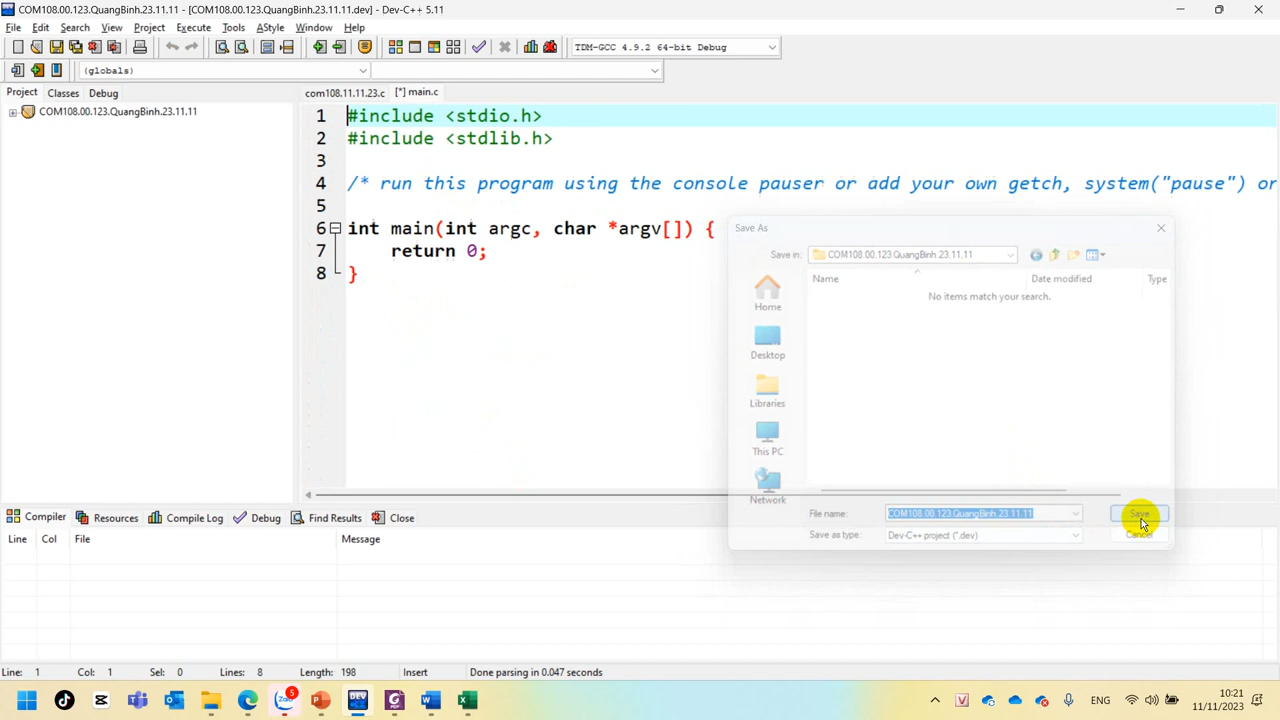 COM108.00.123.QuangBinh.23.11.11 - [COM108.00.123.QuangBinh.23.11.11.dev] - Dev-C++ 5.11
File Edit Search View Project Execute Tools AStyle Window Help
TDM-GCC 4.9.2 64-bit Debug
(globals)
Project Classes Debug
com108.11.11.23.c [*] main.c
COM108.00.123.QuangBinh.23.11.11
1 #include <stdio.h>
2 #include <stdlib.h>
3
4 /* run this program using the console pauser or add your own getch, system("pause") or
5
6 int main(int argc, char *argv[]) {
7 return 0;
8 }
Save As
Save in: COM108.00.123.QuangBinh.23.11.11
Name Date modified Type
No items match your search.
Home
Desktop
Libraries
This PC
Network
File name: COM108.00.123.QuangBinh.23.11.11 Save
Save as type: Dev-C++ project (*.dev) Cancel
Compiler Resources Compile Log Debug Find Results Close
Line Col File Message
Line: 1 Col: 1 Sel: 0 Lines: 8 Length: 198 Insert Done parsing in 0.047 seconds
5
DEV
ENG
10:21
11/11/2023